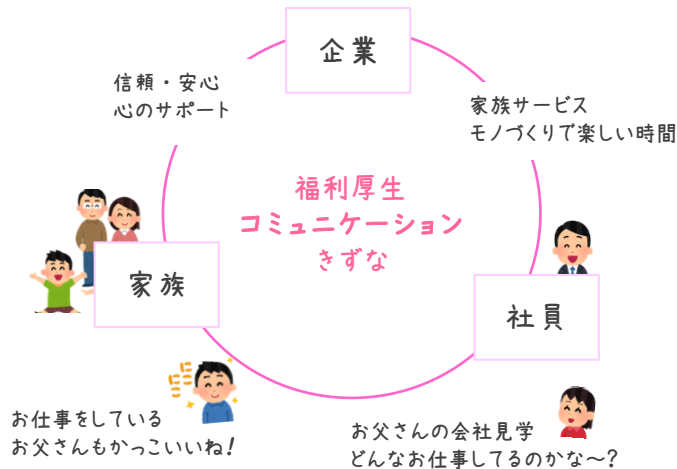 企業
信頼・安心
心のサポート
家族サービス
モノづくりで楽しい時間
福利厚生
コミュニケーション
きずな
家族
社員
お仕事をしている
お父さんもかっこいいね!
お父さんの会社見学
どんなお仕事してるのかな～?